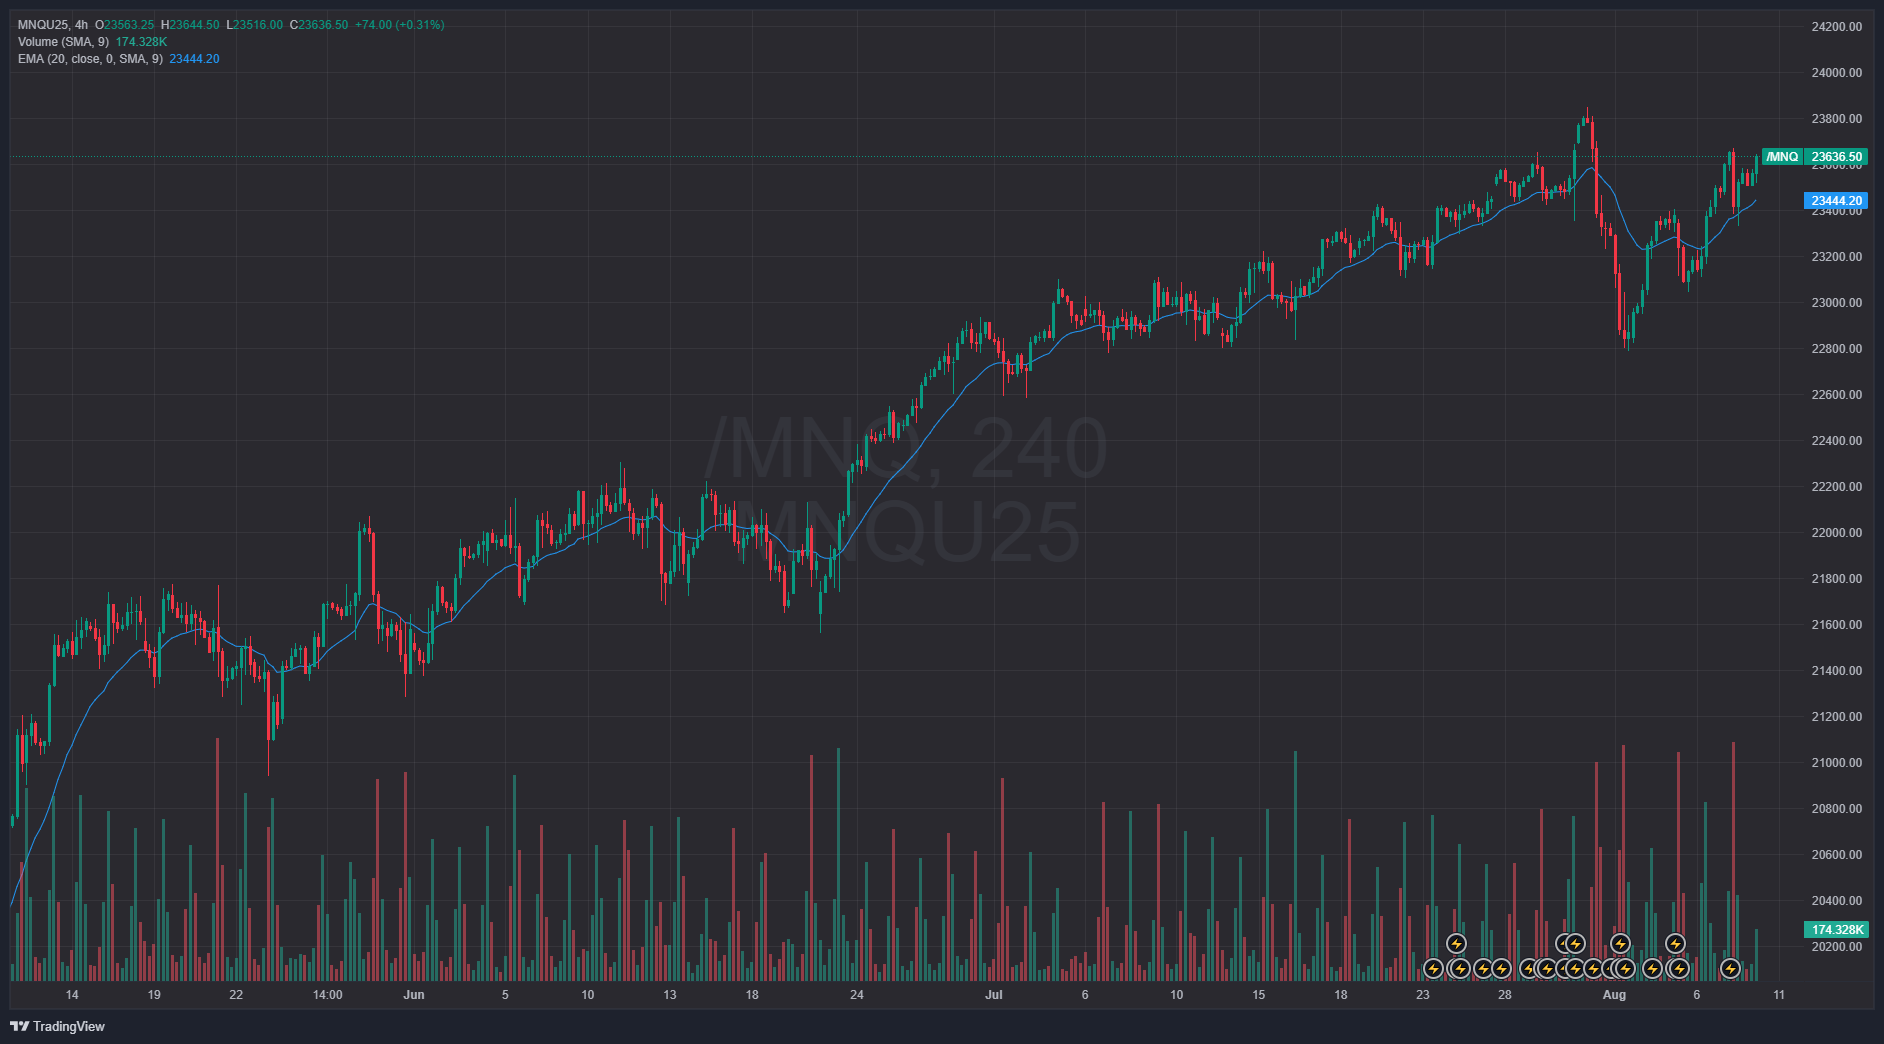 MNQU25, 4h O23563.25 H23644.50 L23516.00 C23636.50 +74.00 (+0.31%)
Volume (SMA, 9) 174.328K
EMA (20, close, 0, SMA, 9) 23444.20
24200.00
24000.00
23800.00
/MNQ 23636.50
23600.00
23444.20
23400.00
23200.00
23000.00
22800.00
22600.00
/MNQ, 240
22400.00
22200.00
MNQU25
22000.00
21800.00
21600.00
21400.00
21200.00
21000.00
20800.00
20600.00
20400.00
174.328K
20200.00
14 19 22 14:00 Jun 5 10 13 18 24 Jul 6 10 15 18 23 28 Aug 6 11
TradingView